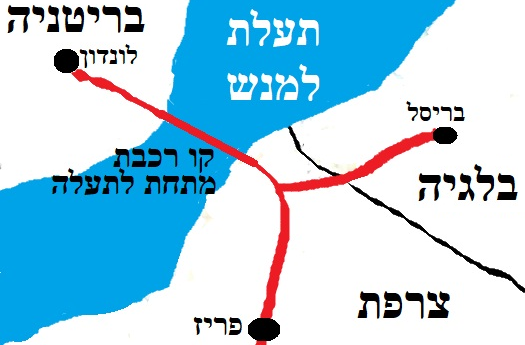 בריטניה
לונדון
תעלת
למנש
בריסל
קו רכבת
מתחת לתעלה
בלגיה
צרפת
פריז